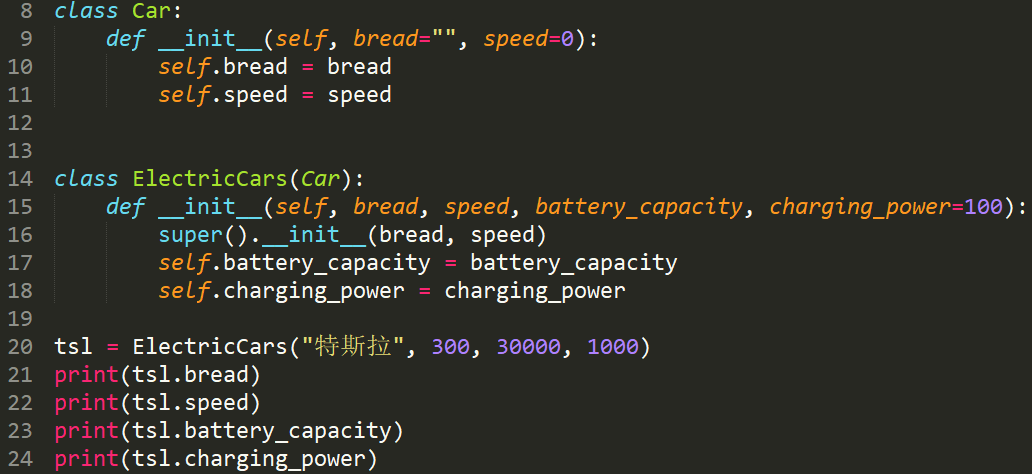 8 class Car:
9     def __init__(self, bread="", speed=0):
10         self.bread = bread
11         self.speed = speed
12
13
14 class ElectricCars(Car):
15     def __init__(self, bread, speed, battery_capacity, charging_power=100):
16         super().__init__(bread, speed)
17         self.battery_capacity = battery_capacity
18         self.charging_power = charging_power
19
20 tsl = ElectricCars("特斯拉", 300, 30000, 1000)
21 print(tsl.bread)
22 print(tsl.speed)
23 print(tsl.battery_capacity)
24 print(tsl.charging_power)